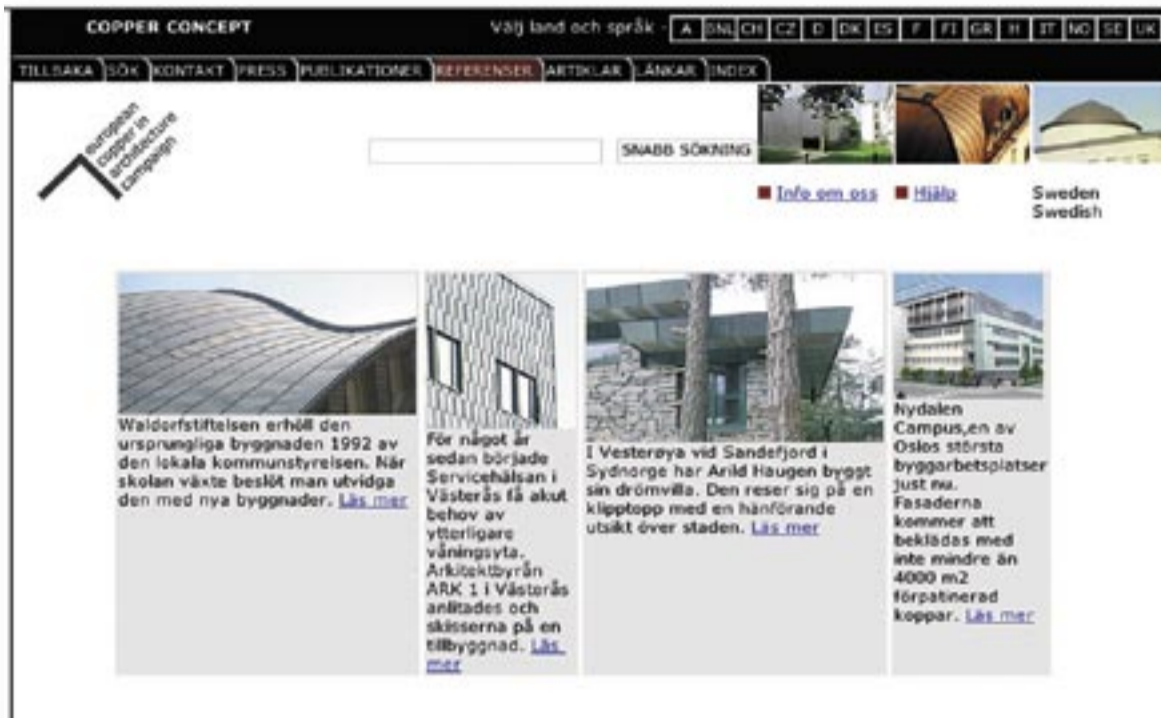 COPPER CONCEPT
Välj land och språk - A BNL CH CZ D DK ES F FI GR H IT NO SE UK
TILLBAKA SÖK KONTAKT PRESS PUBLIKATIONER REFERENSER ARTIKLAR LÄNKAR INDEX
european
copper in
architecture
campaign
SNABB SÖKNING
Info om oss
Hjälp
Sweden
Swedish
Waldorfstiftelsen erhöll den
ursprungliga byggnaden 1992 av
den lokala kommunstyrelsen. När
skolan växte beslöt man utvidga
den med nya byggnader. Läs mer
För något år
sedan började
Servicehälsan i
Västerås få akut
behov av
ytterligare
våningsyta.
Arkitektbyrån
ARK 1 i Västerås
anlitades och
skisserna på en
tillbyggnad. Läs
mer
I Vesterøya vid Sandefjord i
Sydnorge har Arild Haugen byggt
sin drömvilla. Den reser sig på en
klipptopp med en hänförande
utsikt över staden. Läs mer
Nydalen
Campus,en av
Oslos största
byggarbetsplatser
just nu.
Fasaderna
kommer att
beklädas med
inte mindre än
4000 m2
förpatinerad
koppar. Läs mer